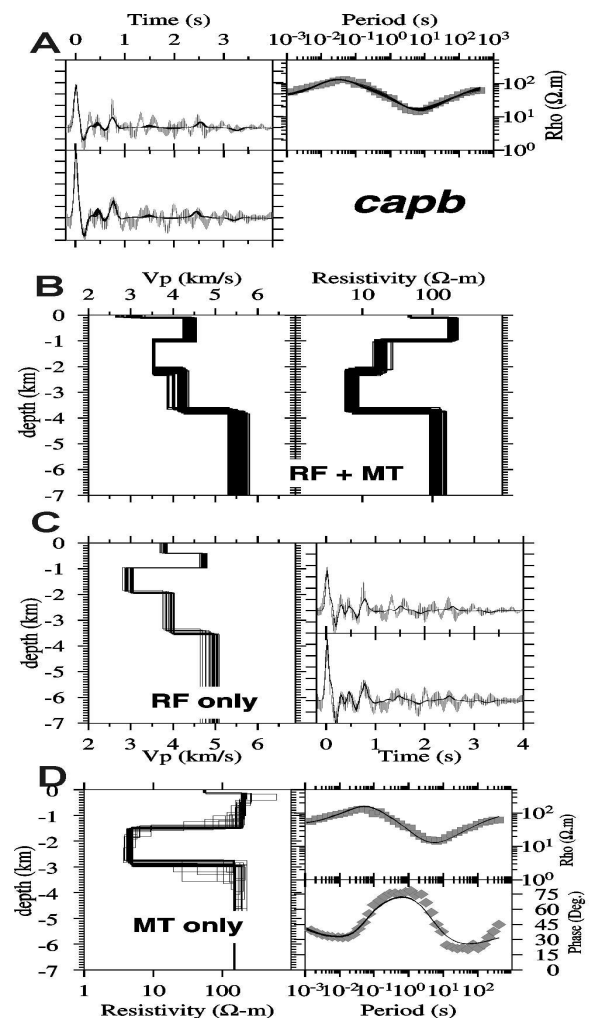 A
Time (s)
0 1 2 3
Period (s)
10⁻³ 10⁻² 10⁻¹ 10⁰ 10¹ 10² 10³
10²
10¹
10⁰
Rho (Ω.m)
capb
B
Vp (km/s)
2 3 4 5 6
Resistivity (Ω-m)
10 100
0
-1
-2
-3
-4
-5
-6
-7
depth (km)
RF + MT
C
0
-1
-2
-3
-4
-5
-6
-7
depth (km)
RF only
2 3 4 5 6
Vp (km/s)
0 1 2 3 4
Time (s)
D
0
-1
-2
-3
-4
-5
-6
-7
depth (km)
MT only
1 10 100
Resistivity (Ω-m)
10²
10¹
10⁰
Rho (Ω.m)
75
60
45
30
15
0
Phase (Deg.)
10⁻³ 10⁻² 10⁻¹ 10⁰ 10¹ 10² 10³
Period (s)